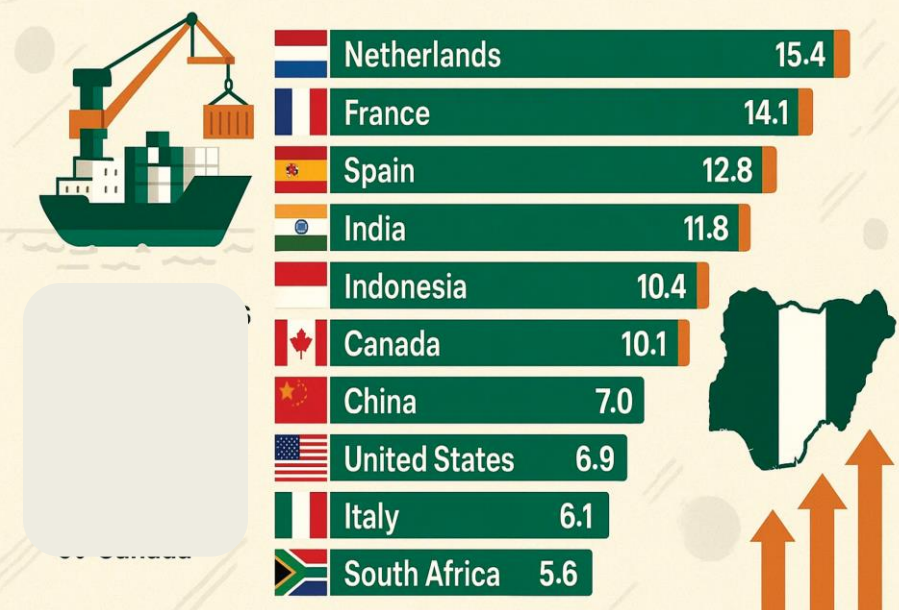 Netherlands 15.4
France 14.1
Spain 12.8
India 11.8
Indonesia 10.4
Canada 10.1
China 7.0
United States 6.9
Italy 6.1
South Africa 5.6